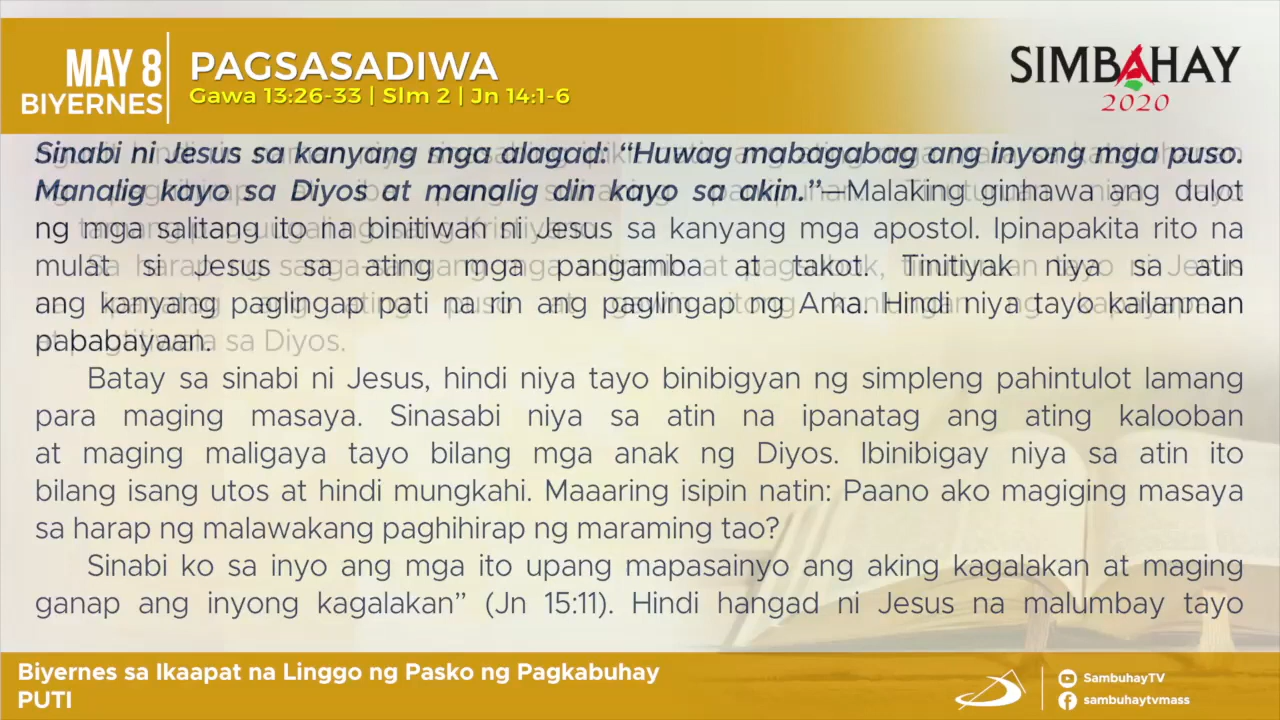 MAY 8
BIYERNES
PAGSASADIWA
Gawa 13:26-33 | Slm 2 | Jn 14:1-6
SIMBAHAY
2020
Sinabi ni Jesus sa kanyang mga alagad: “Huwag mabagabag ang inyong mga puso.
Manalig kayo sa Diyos at manalig din kayo sa akin.”—Malaking ginhawa ang dulot
ng mga salitang ito na binitiwan ni Jesus sa kanyang mga apostol. Ipinapakita rito na
mulat si Jesus sa ating mga pangamba at takot. Tinitiyak niya sa atin
ang kanyang paglingap pati na rin ang paglingap ng Ama. Hindi niya tayo kailanman
pababayaan.
sa Diyos.
Batay sa sinabi ni Jesus, hindi niya tayo binibigyan ng simpleng pahintulot lamang
para maging masaya. Sinasabi niya sa atin na ipanatag ang ating kalooban
at maging maligaya tayo bilang mga anak ng Diyos. Ibinibigay niya sa atin ito
bilang isang utos at hindi mungkahi. Maaaring isipin natin: Paano ako magiging masaya
sa harap ng malawakang paghihirap ng maraming tao?
Sinabi ko sa inyo ang mga ito upang mapasainyo ang aking kagalakan at maging
ganap ang inyong kagalakan” (Jn 15:11). Hindi hangad ni Jesus na malumbay tayo
Biyernes sa Ikaapat na Linggo ng Pasko ng Pagkabuhay
PUTI
SambuhayTV
sambuhaytvmass